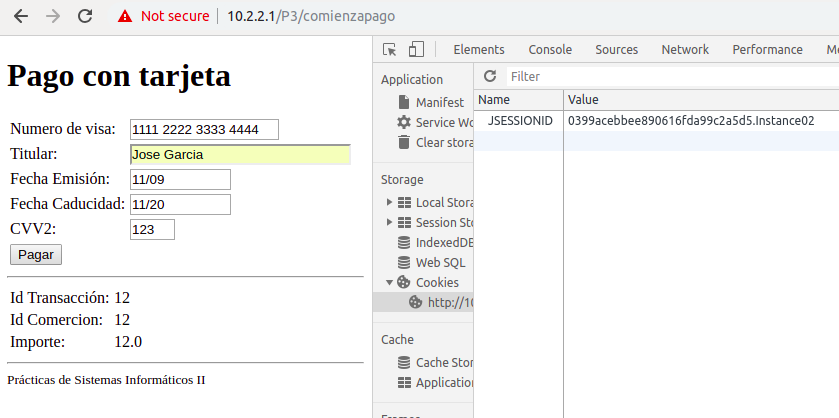 Not secure | 10.2.2.1/P3/comienzapago
Pago con tarjeta
Numero de visa: 1111 2222 3333 4444
Titular: Jose Garcia
Fecha Emisión: 11/09
Fecha Caducidad: 11/20
CVV2: 123
Pagar
Id Transacción: 12
Id Comercion: 12
Importe: 12.0
Prácticas de Sistemas Informáticos II
Elements Console Sources Network Performance Me
Application
Manifest
Service Wo
Clear stora
Storage
Local Stora
Session Sto
IndexedDB
Web SQL
Cookies
http://10
Cache
Cache Stor
Application
Frames
Filter
Name Value
JSESSIONID 0399acebbee890616fda99c2a5d5.Instance02